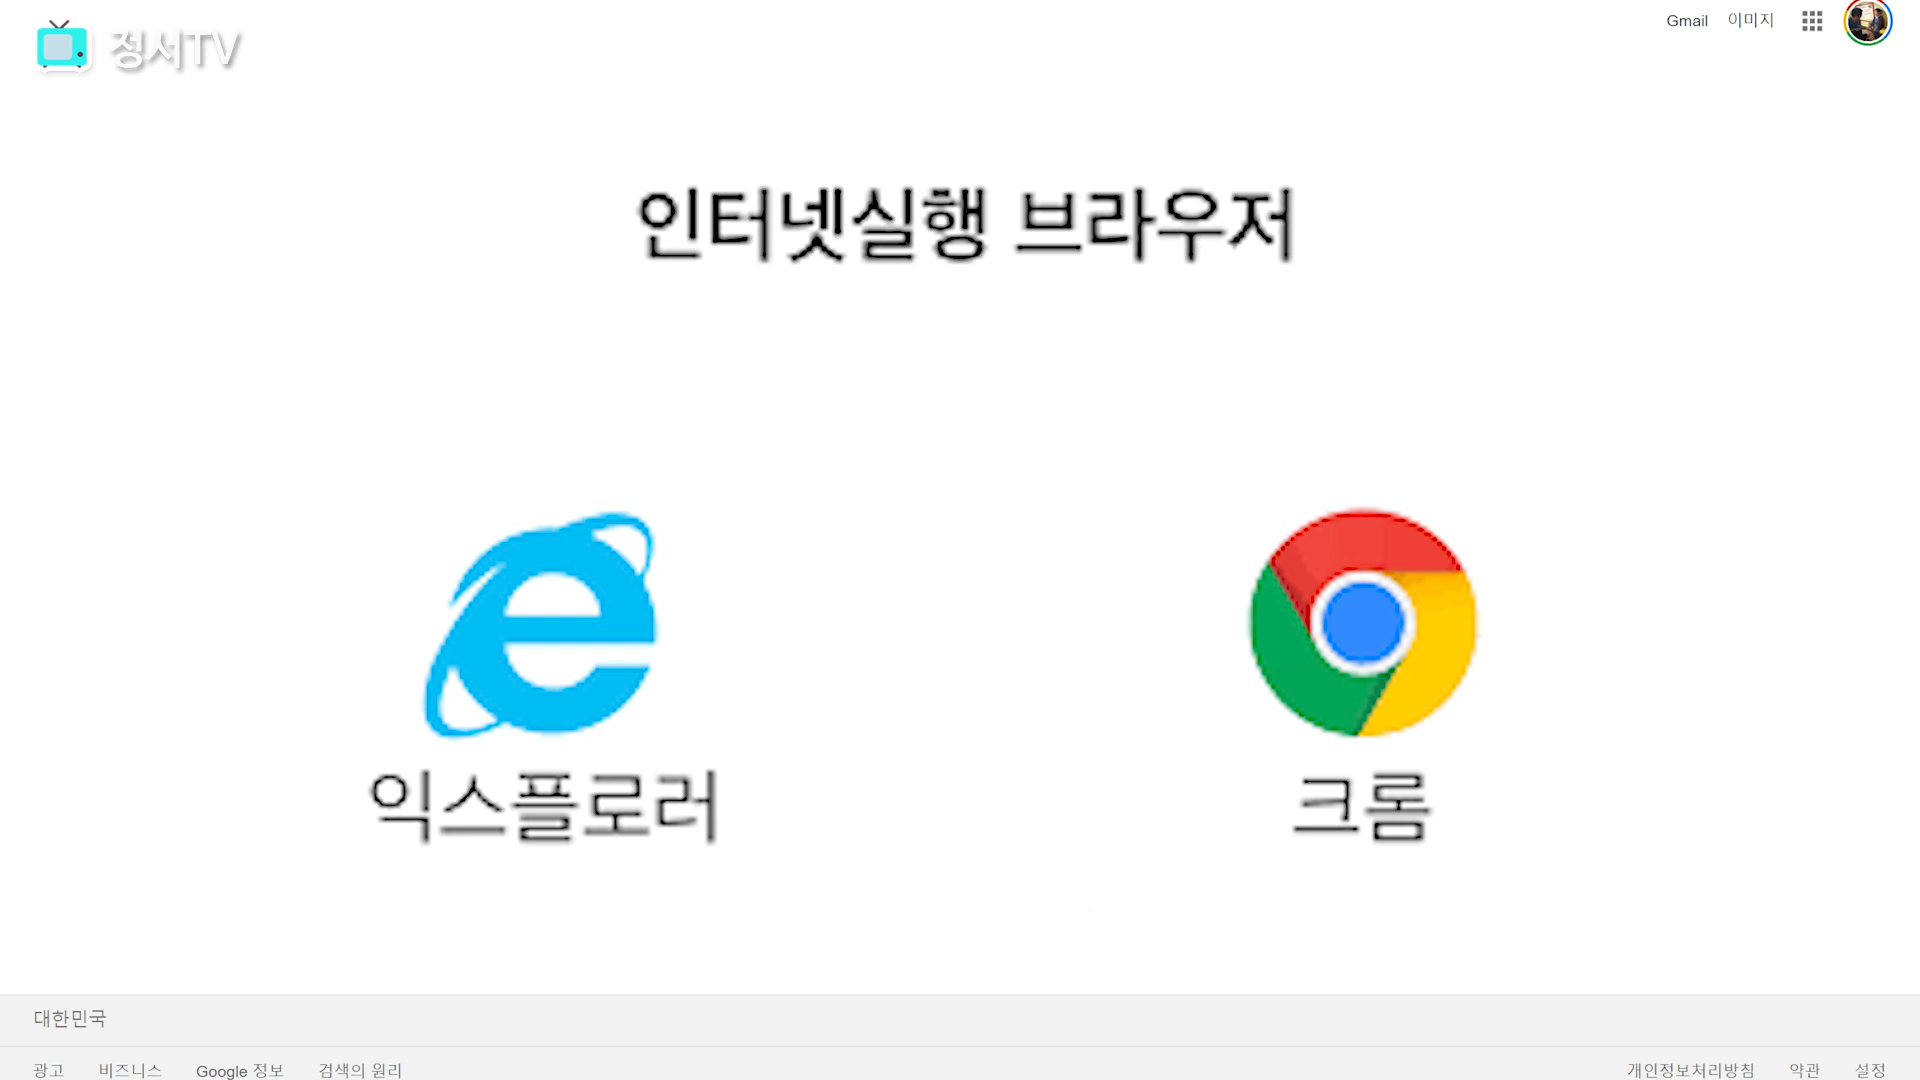 정서TV
Gmail 이미지
인터넷실행 브라우저
익스플로러 크롬
대한민국
광고 비즈니스 Google 정보 검색의 원리 개인정보처리방침 약관 설정